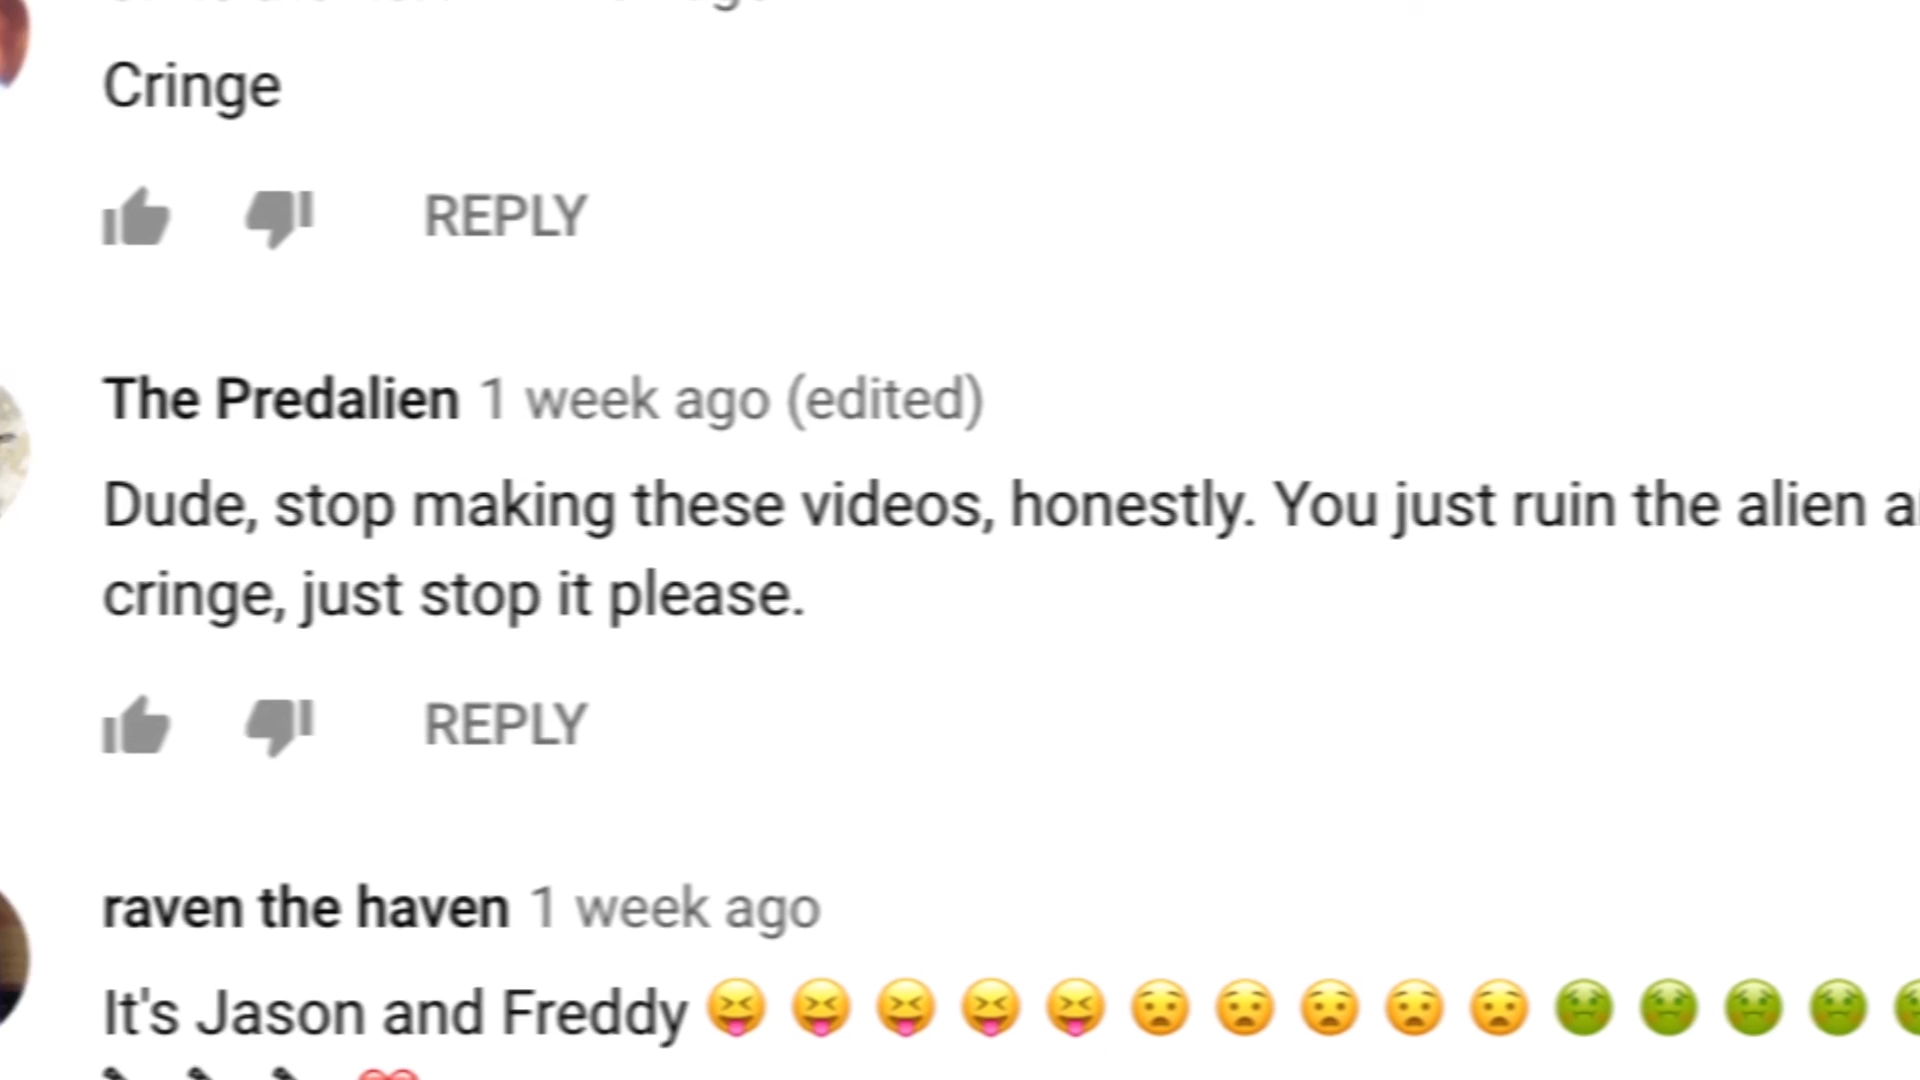 Cringe
REPLY
The Predalien 1 week ago (edited)
Dude, stop making these videos, honestly. You just ruin the alien
cringe, just stop it please.
REPLY
raven the haven 1 week ago
It's Jason and Freddy 😝 😝 😝 😝 😝 😧 😧 😧 😧 😧 🤢 🤢 🤢 🤢 🤢